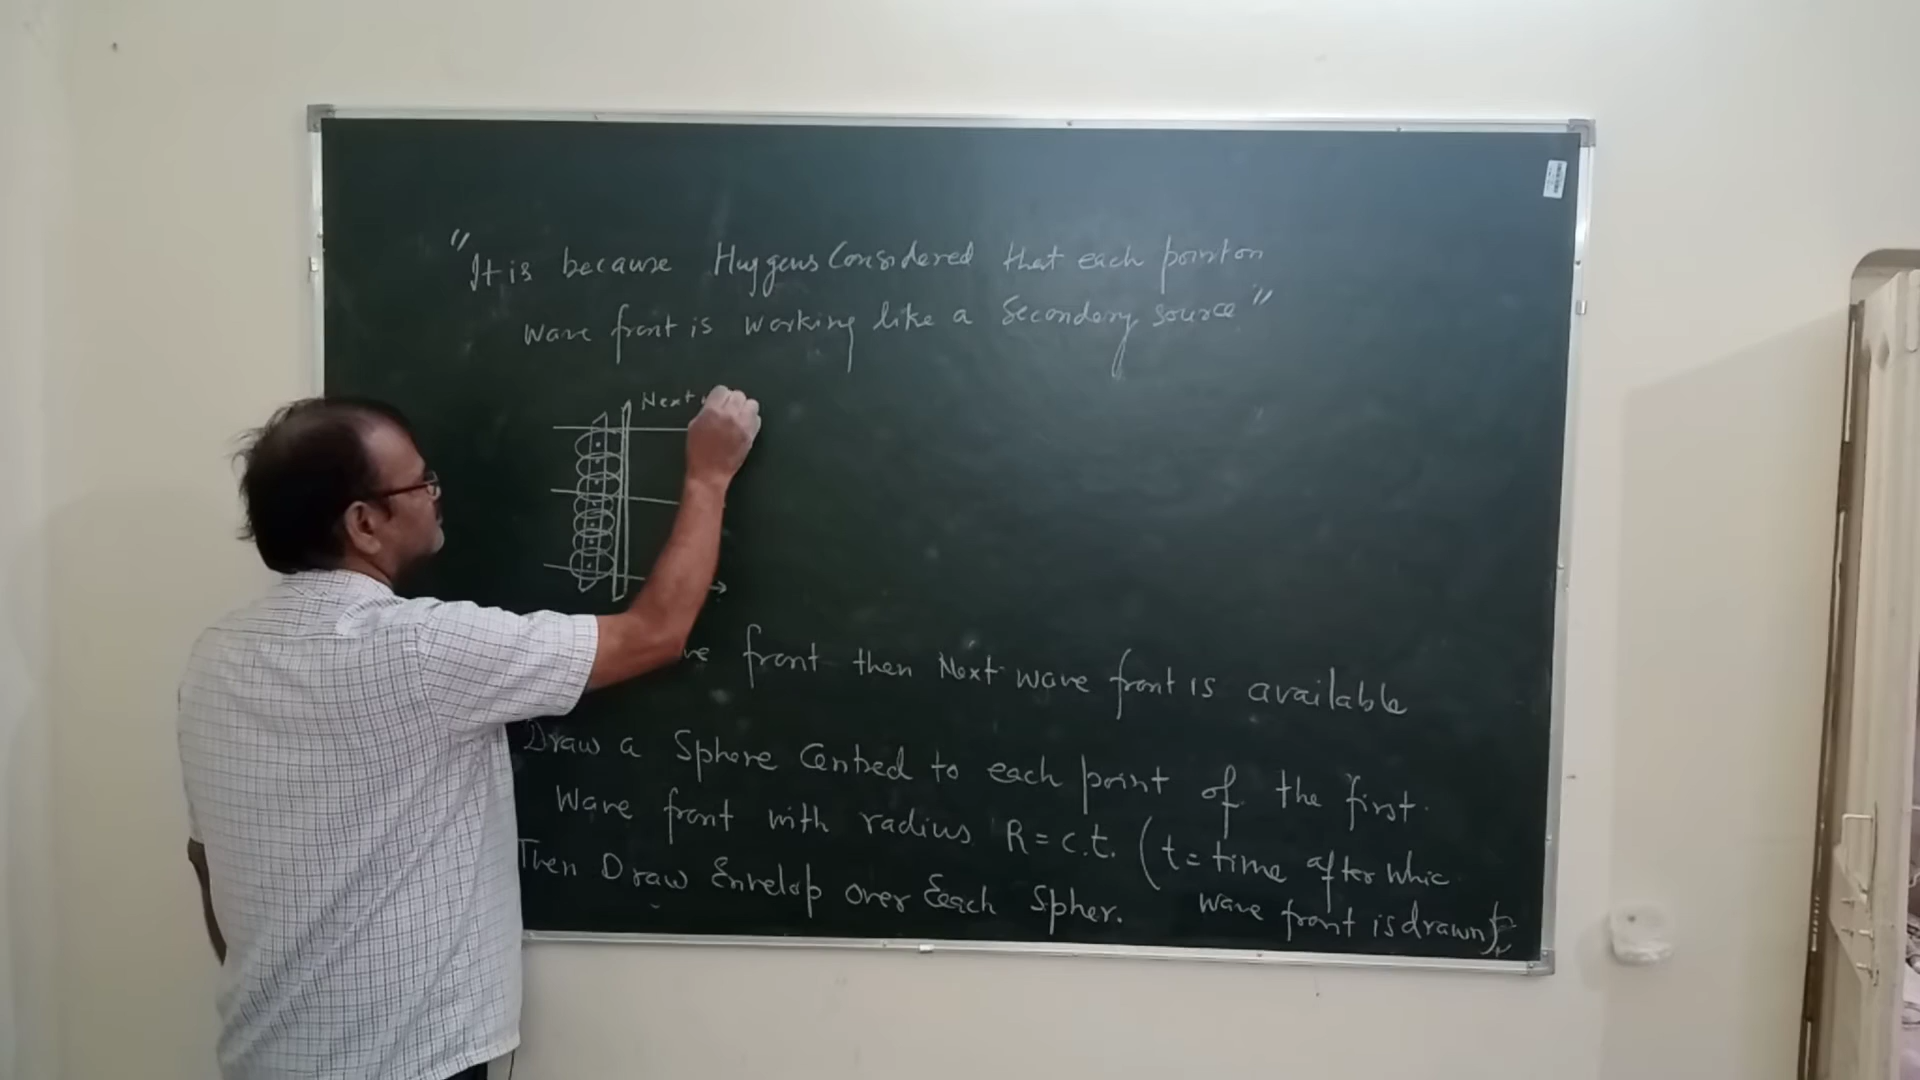 "It is because Huygens Considered that each point on
wave front is working like a Secondary source"
Next
front then Next wave front is available
Draw a Sphere Centred to each point of the first.
Wave front with radius R = c.t. (t = time after whic
wave front is drawn)
Then Draw Envelop over Each Spher.